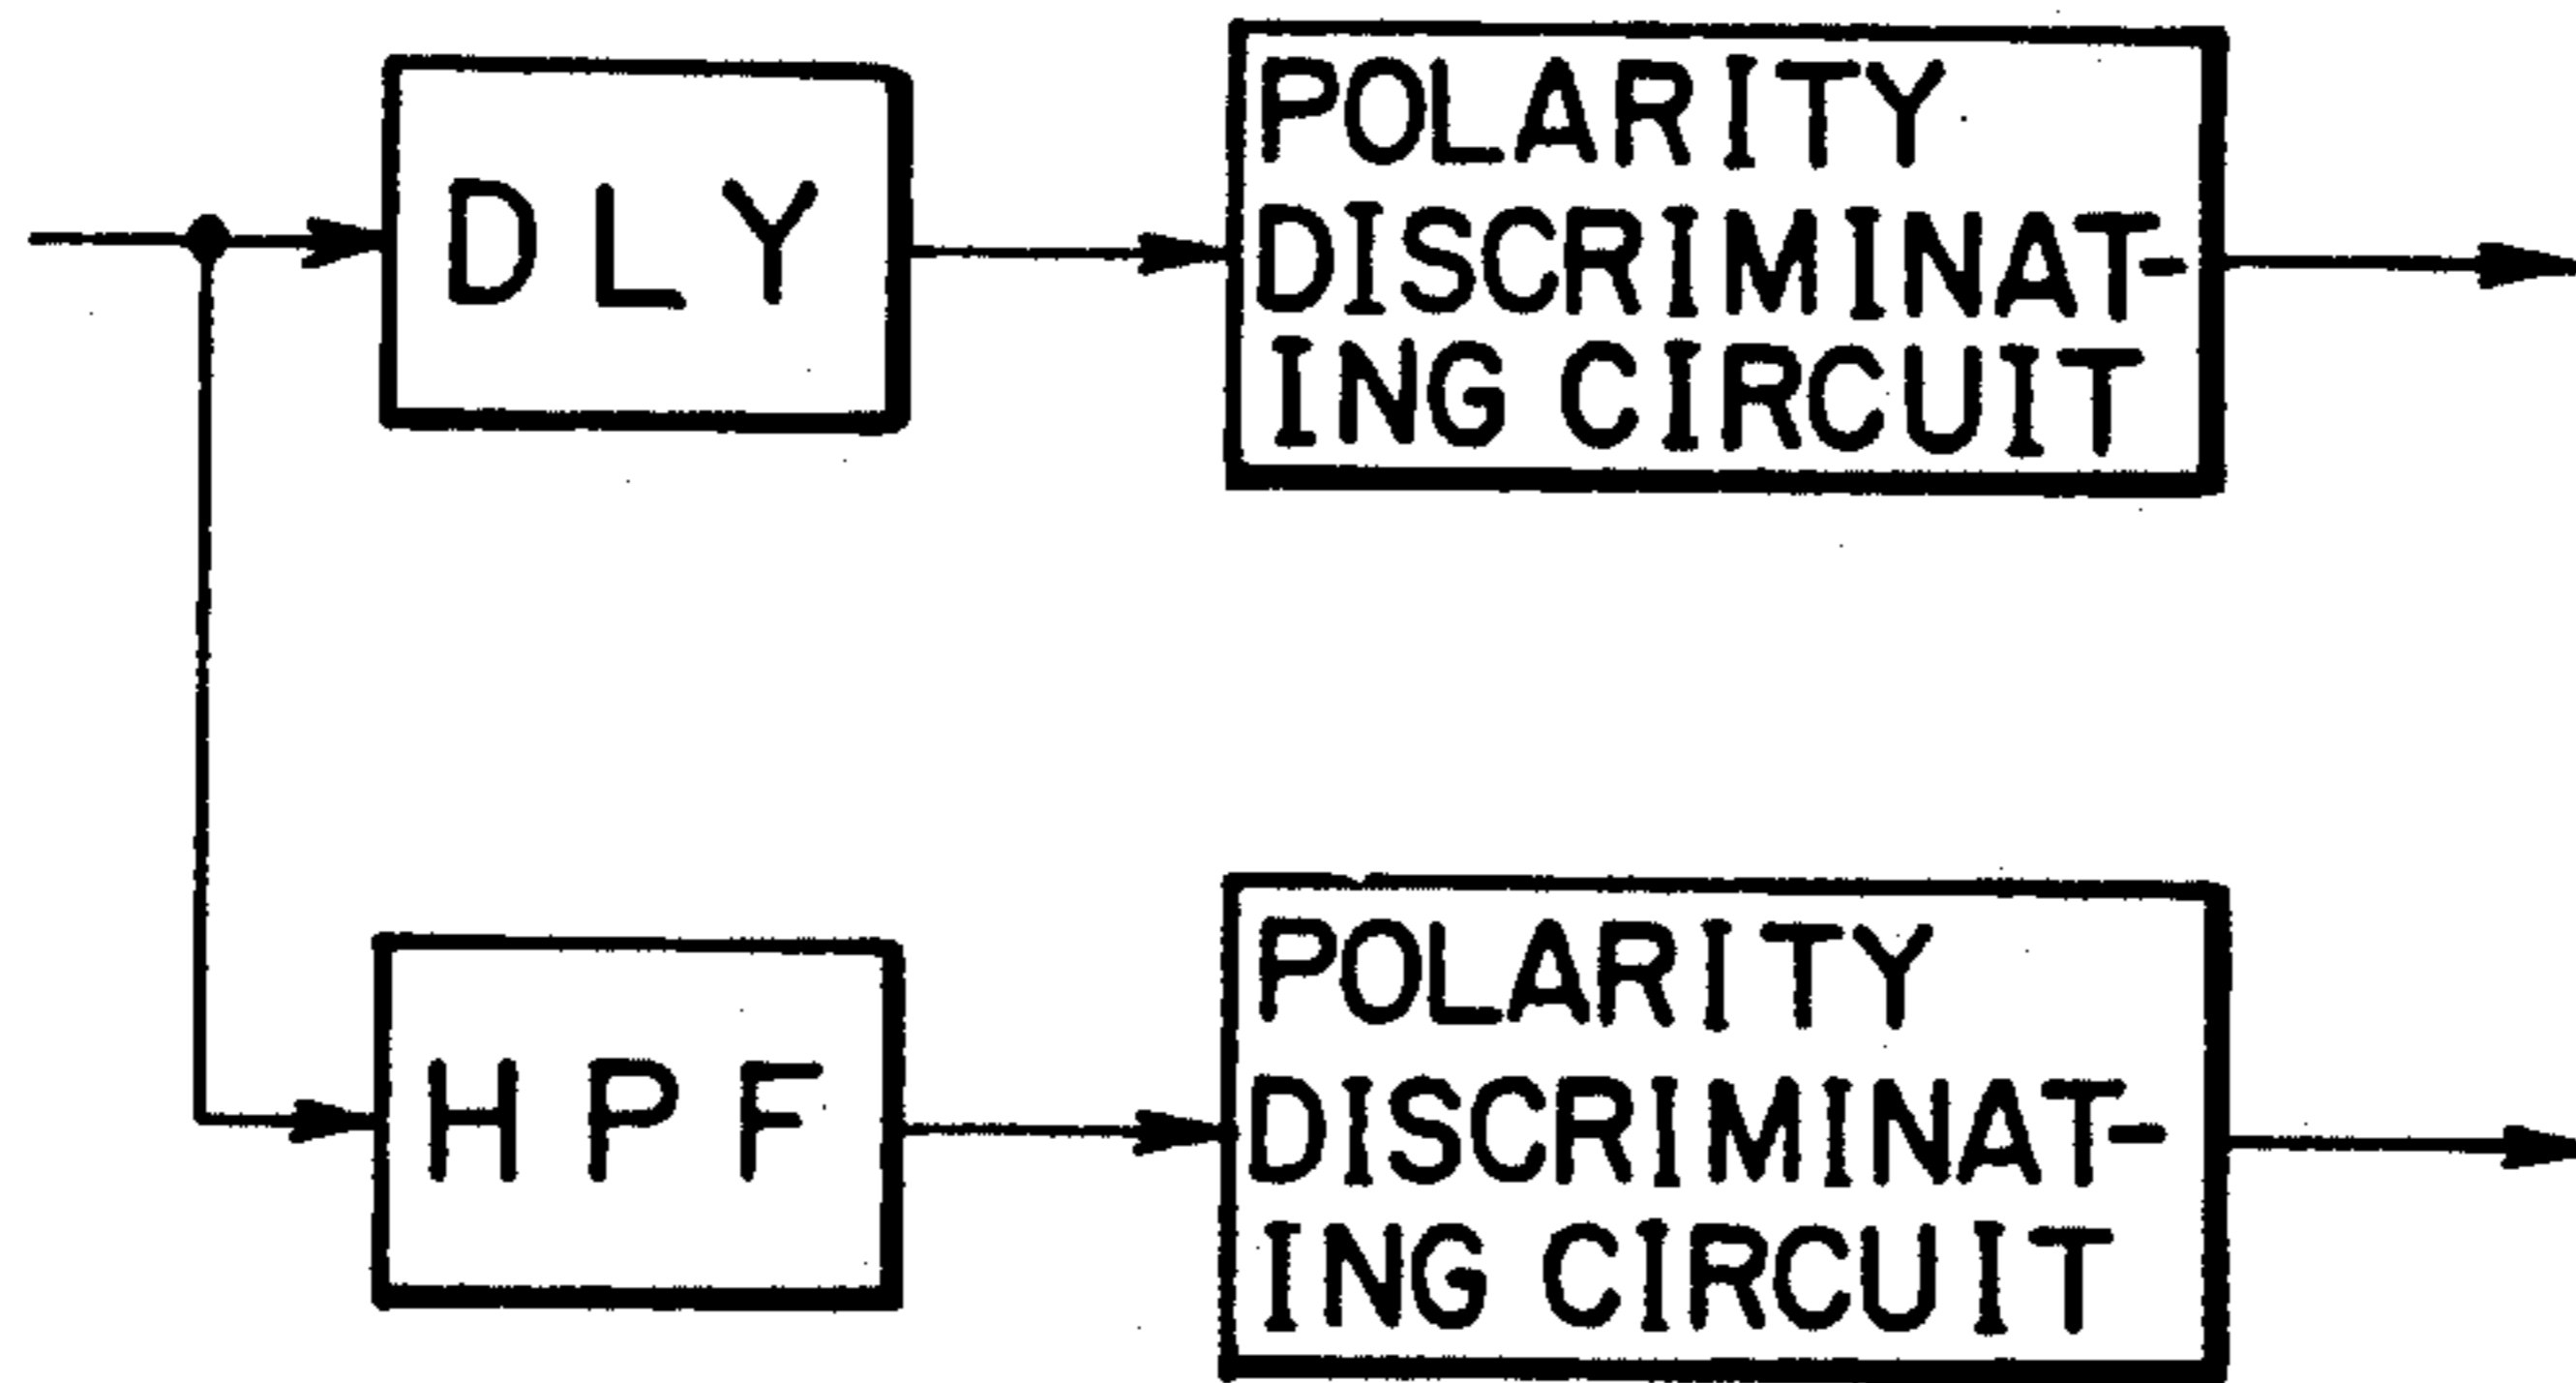 DLY
POLARITY
DISCRIMINAT-
ING CIRCUIT
HPF
POLARITY
DISCRIMINAT-
ING CIRCUIT